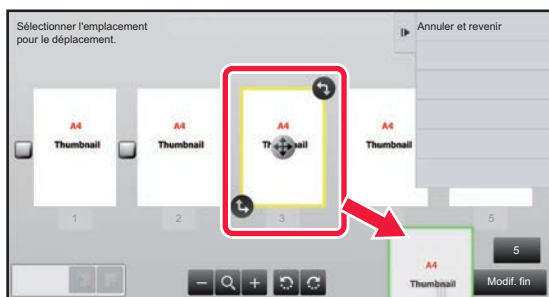 Sélectionner l'emplacement
pour le déplacement.
Annuler et revenir
A4
Thumbnail
A4
Thumbnail
A4
Thumbnail
A4
Thumbnail
1
2
3
5
5
A4
Thumbnail
Modif. fin